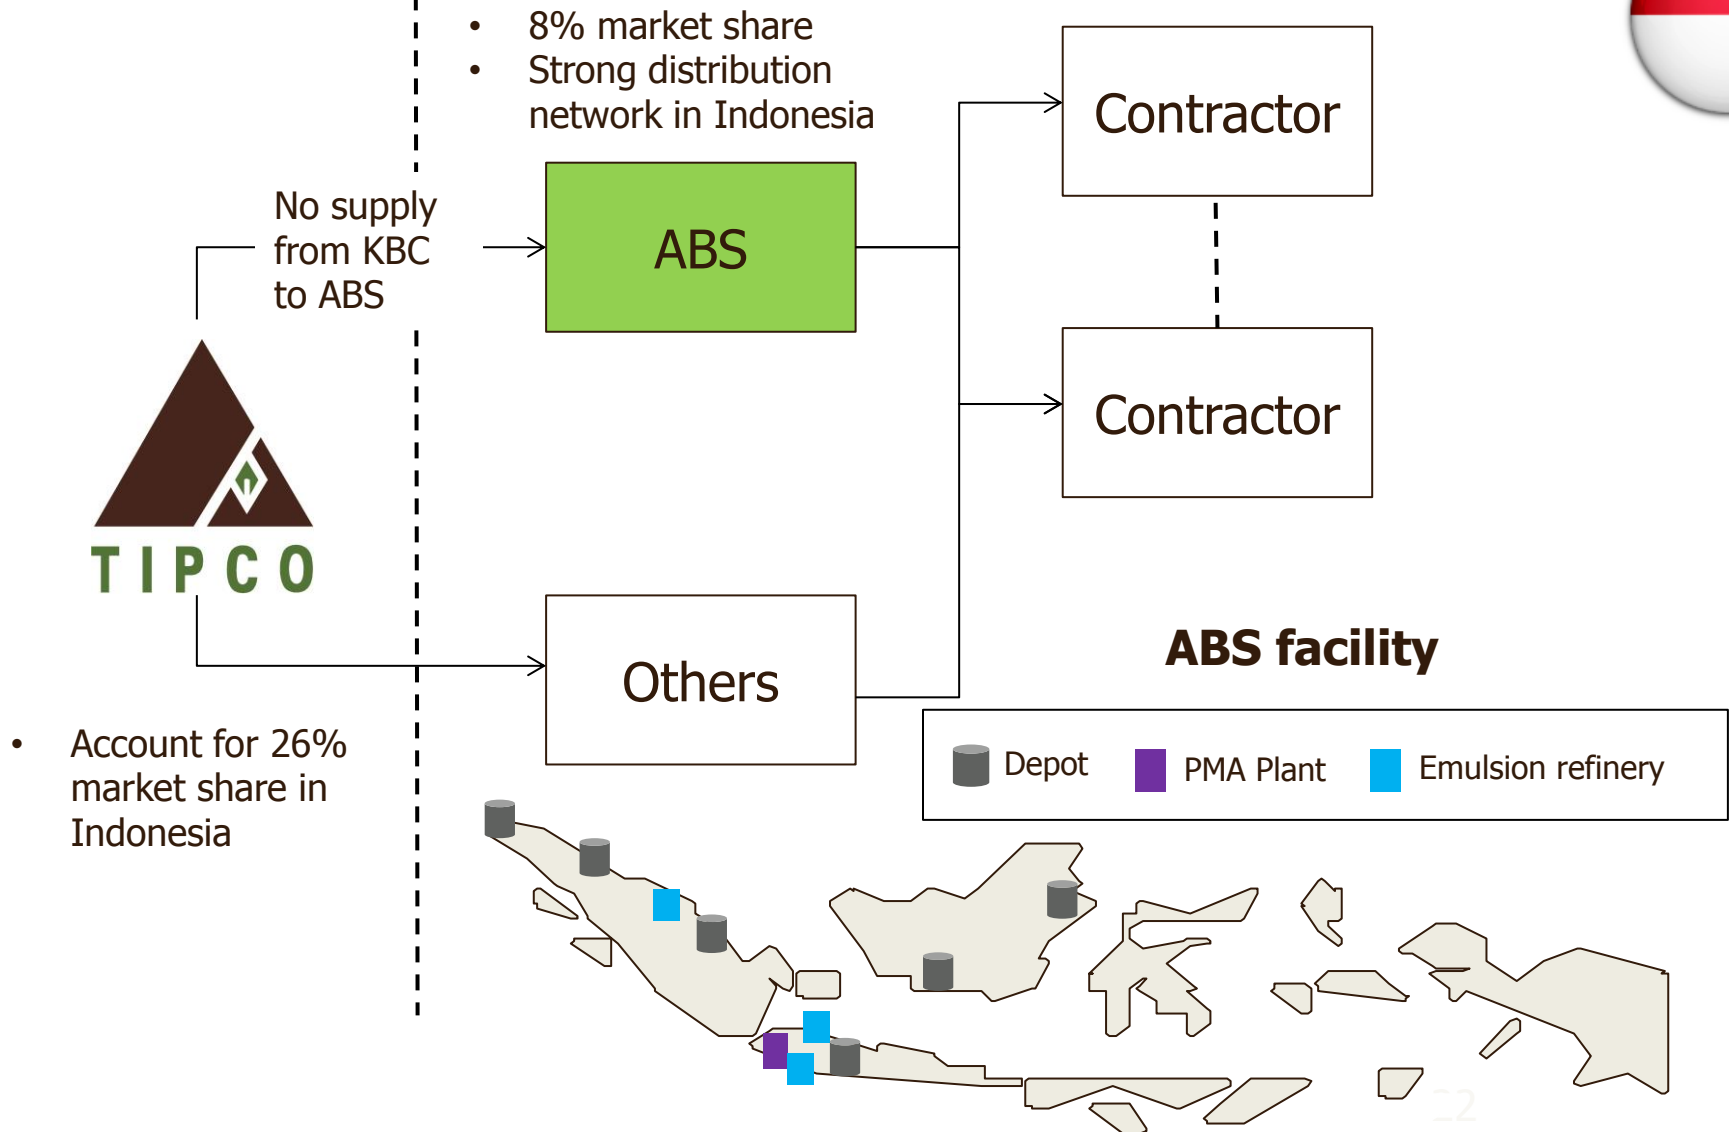 • 8% market share
• Strong distribution
network in Indonesia
Contractor
No supply
from KBC
to ABS
ABS
Contractor
TIPCO
Others
• Account for 26%
market share in
Indonesia
ABS facility
Depot
PMA Plant
Emulsion refinery